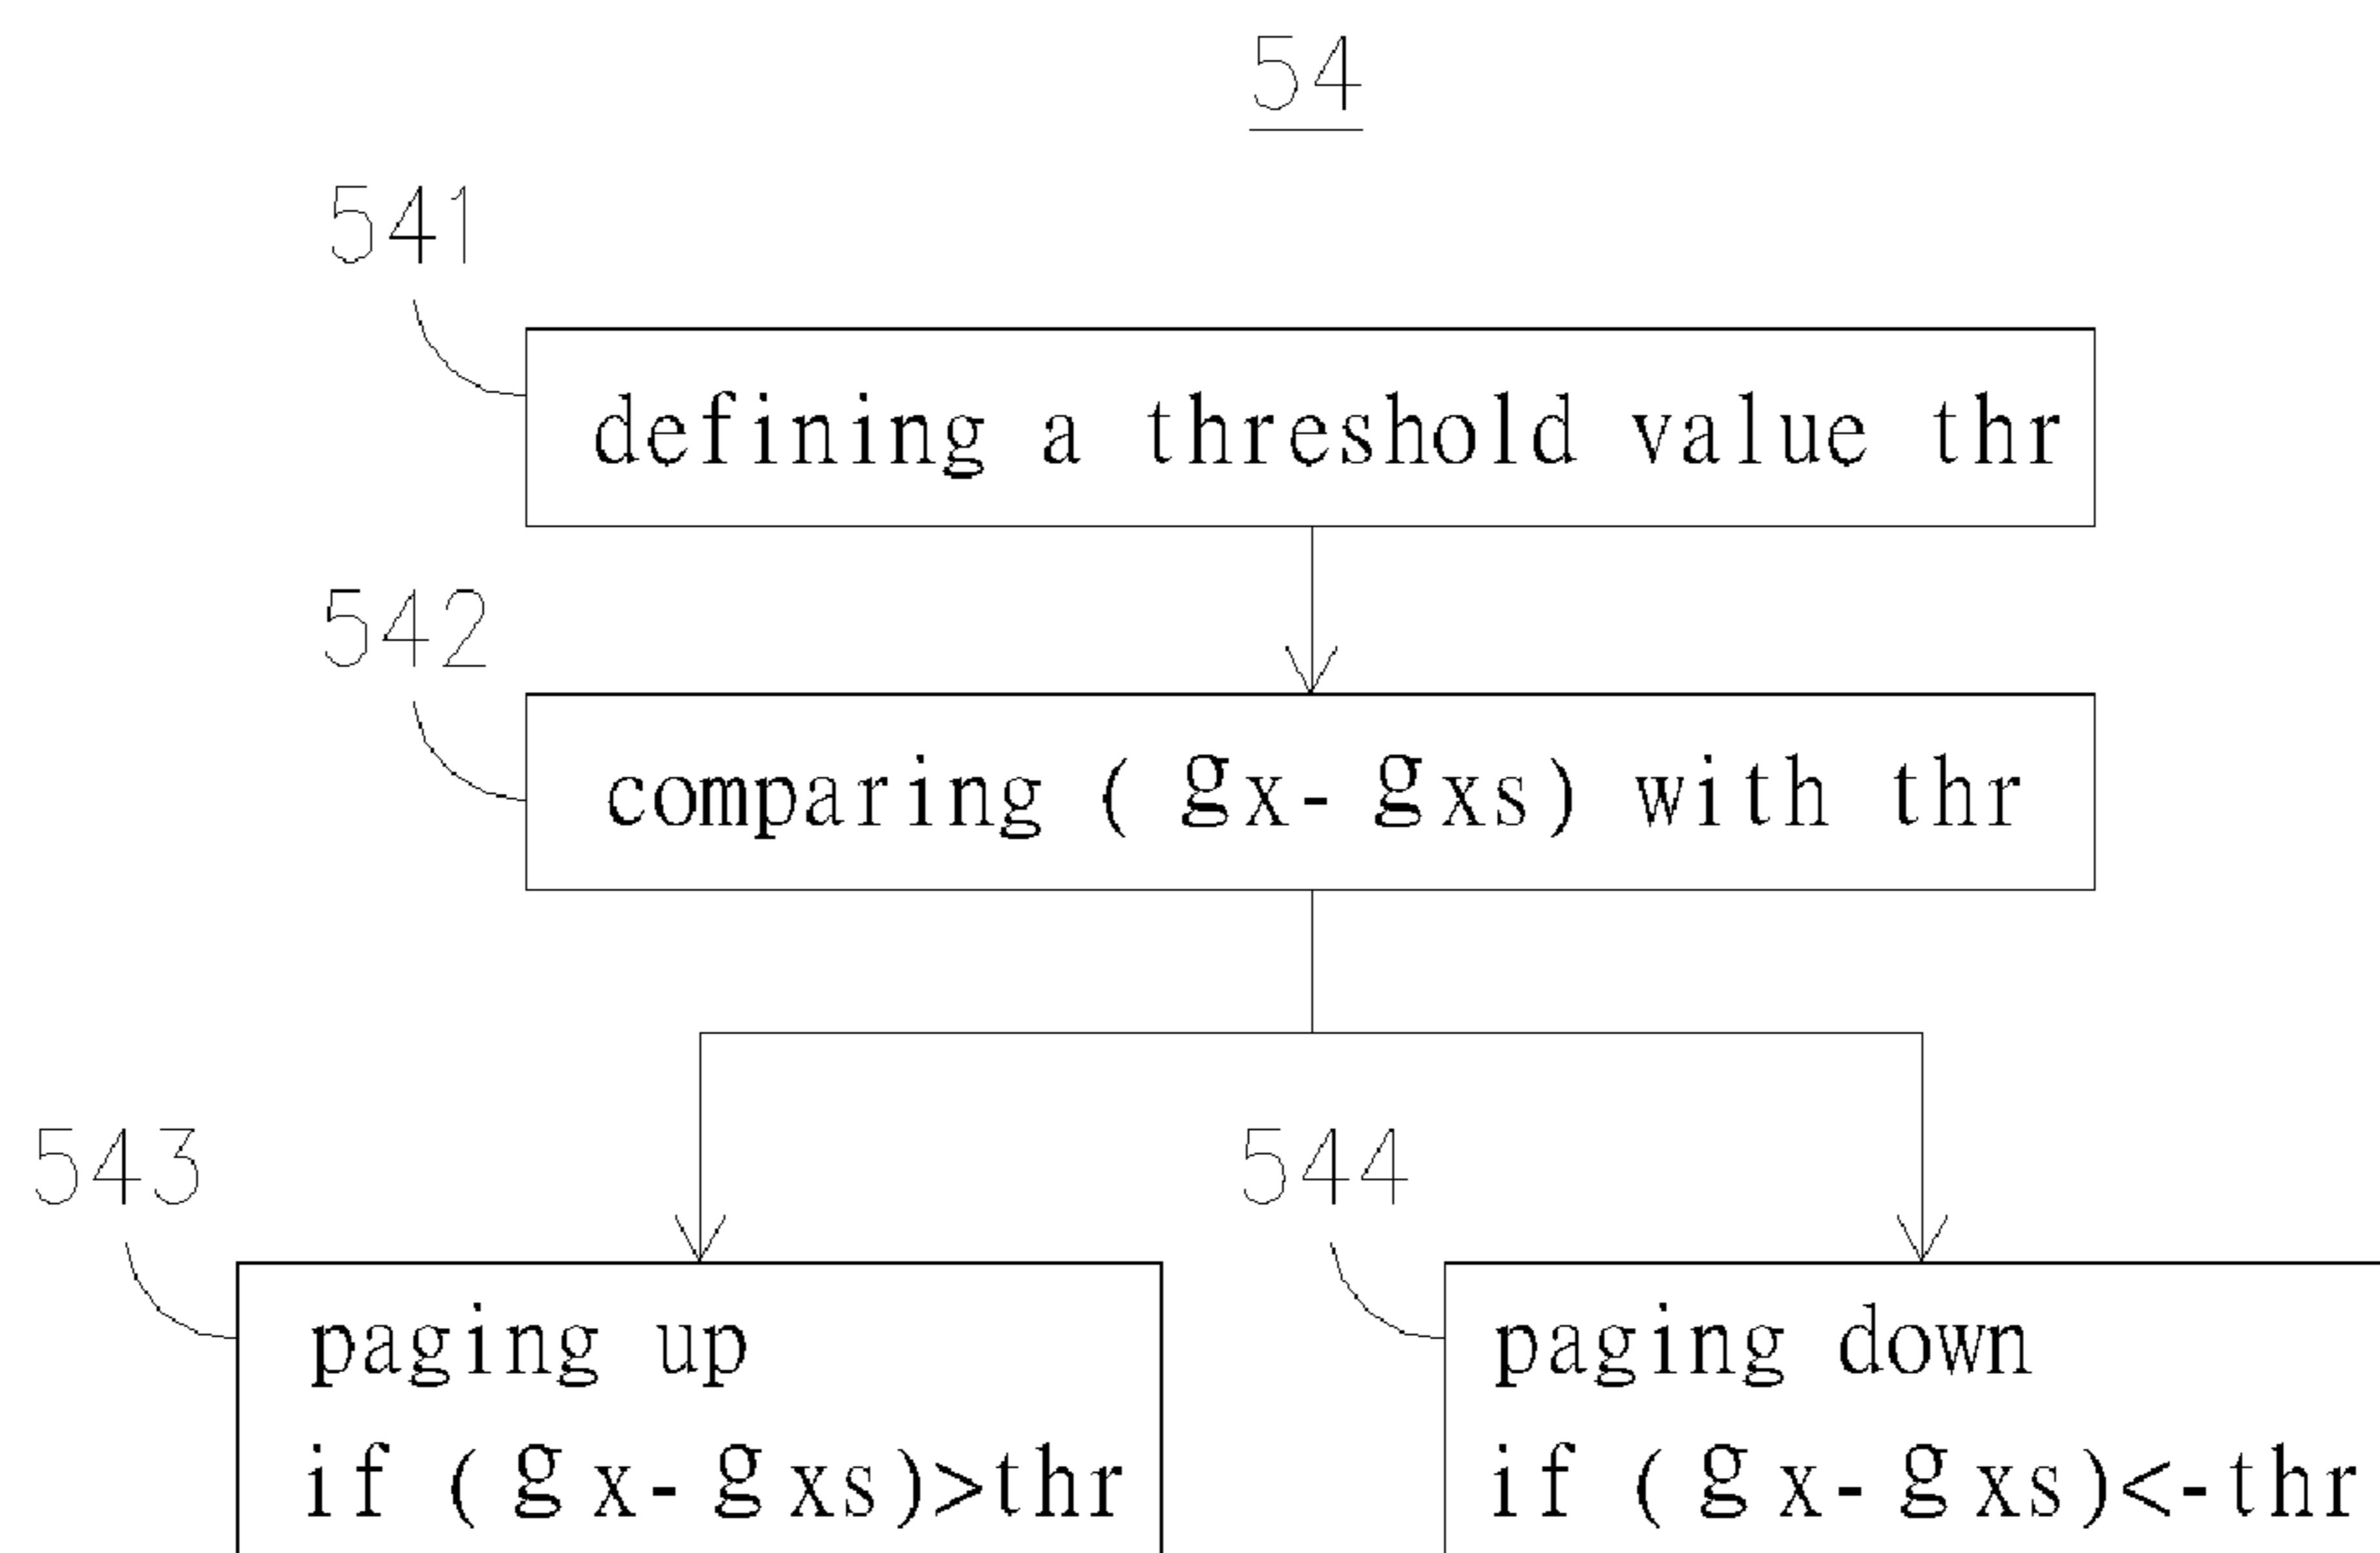 54
541
defining a threshold value thr
542
comparing (gx-gxs) with thr
543
544
paging up
if (gx-gxs)>thr
paging down
if (gx-gxs)<-thr